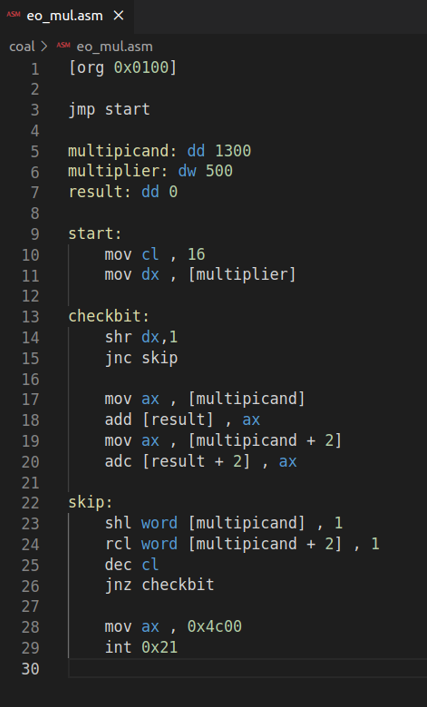 ASM eo_mul.asm ×
coal > ASM eo_mul.asm
1 [org 0x0100]
2
3 jmp start
4
5 multipicand: dd 1300
6 multiplier: dw 500
7 result: dd 0
8
9 start:
10 mov cl , 16
11 mov dx , [multiplier]
12
13 checkbit:
14 shr dx,1
15 jnc skip
16
17 mov ax , [multipicand]
18 add [result] , ax
19 mov ax , [multipicand + 2]
20 adc [result + 2] , ax
21
22 skip:
23 shl word [multipicand] , 1
24 rcl word [multipicand + 2] , 1
25 dec cl
26 jnz checkbit
27
28 mov ax , 0x4c00
29 int 0x21
30